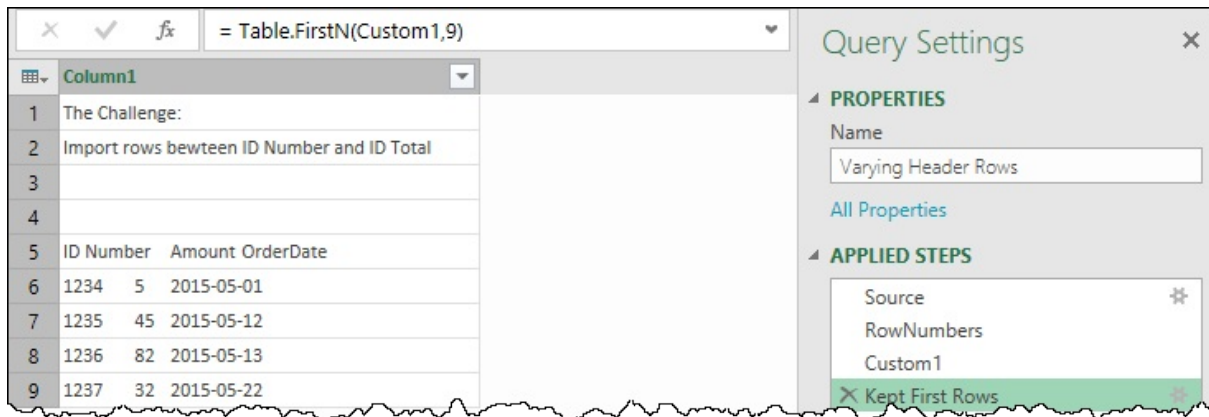 fx = Table.FirstN(Custom1,9)
Column1
1 The Challenge:
2 Import rows bewteen ID Number and ID Total
3
4
5 ID Number Amount OrderDate
6 1234 5 2015-05-01
7 1235 45 2015-05-12
8 1236 82 2015-05-13
9 1237 32 2015-05-22
Query Settings
PROPERTIES
Name
Varying Header Rows
All Properties
APPLIED STEPS
Source
RowNumbers
Custom1
Kept First Rows